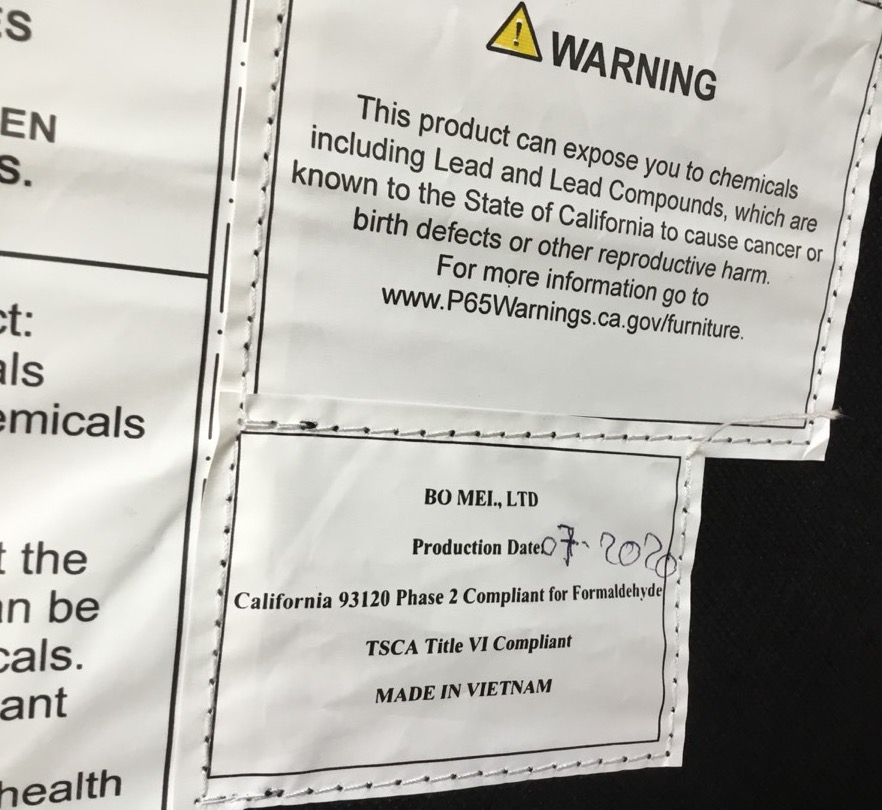 ES
EN
S.
ct:
als
emicals
t the
an be
cals.
ant
health
WARNING
This product can expose you to chemicals
including Lead and Lead Compounds, which are
known to the State of California to cause cancer or
birth defects or other reproductive harm.
For more information go to
www.P65Warnings.ca.gov/furniture.
BO MEI., LTD
Production Date:07-2020
California 93120 Phase 2 Compliant for Formaldehyde
TSCA Title VI Compliant
MADE IN VIETNAM